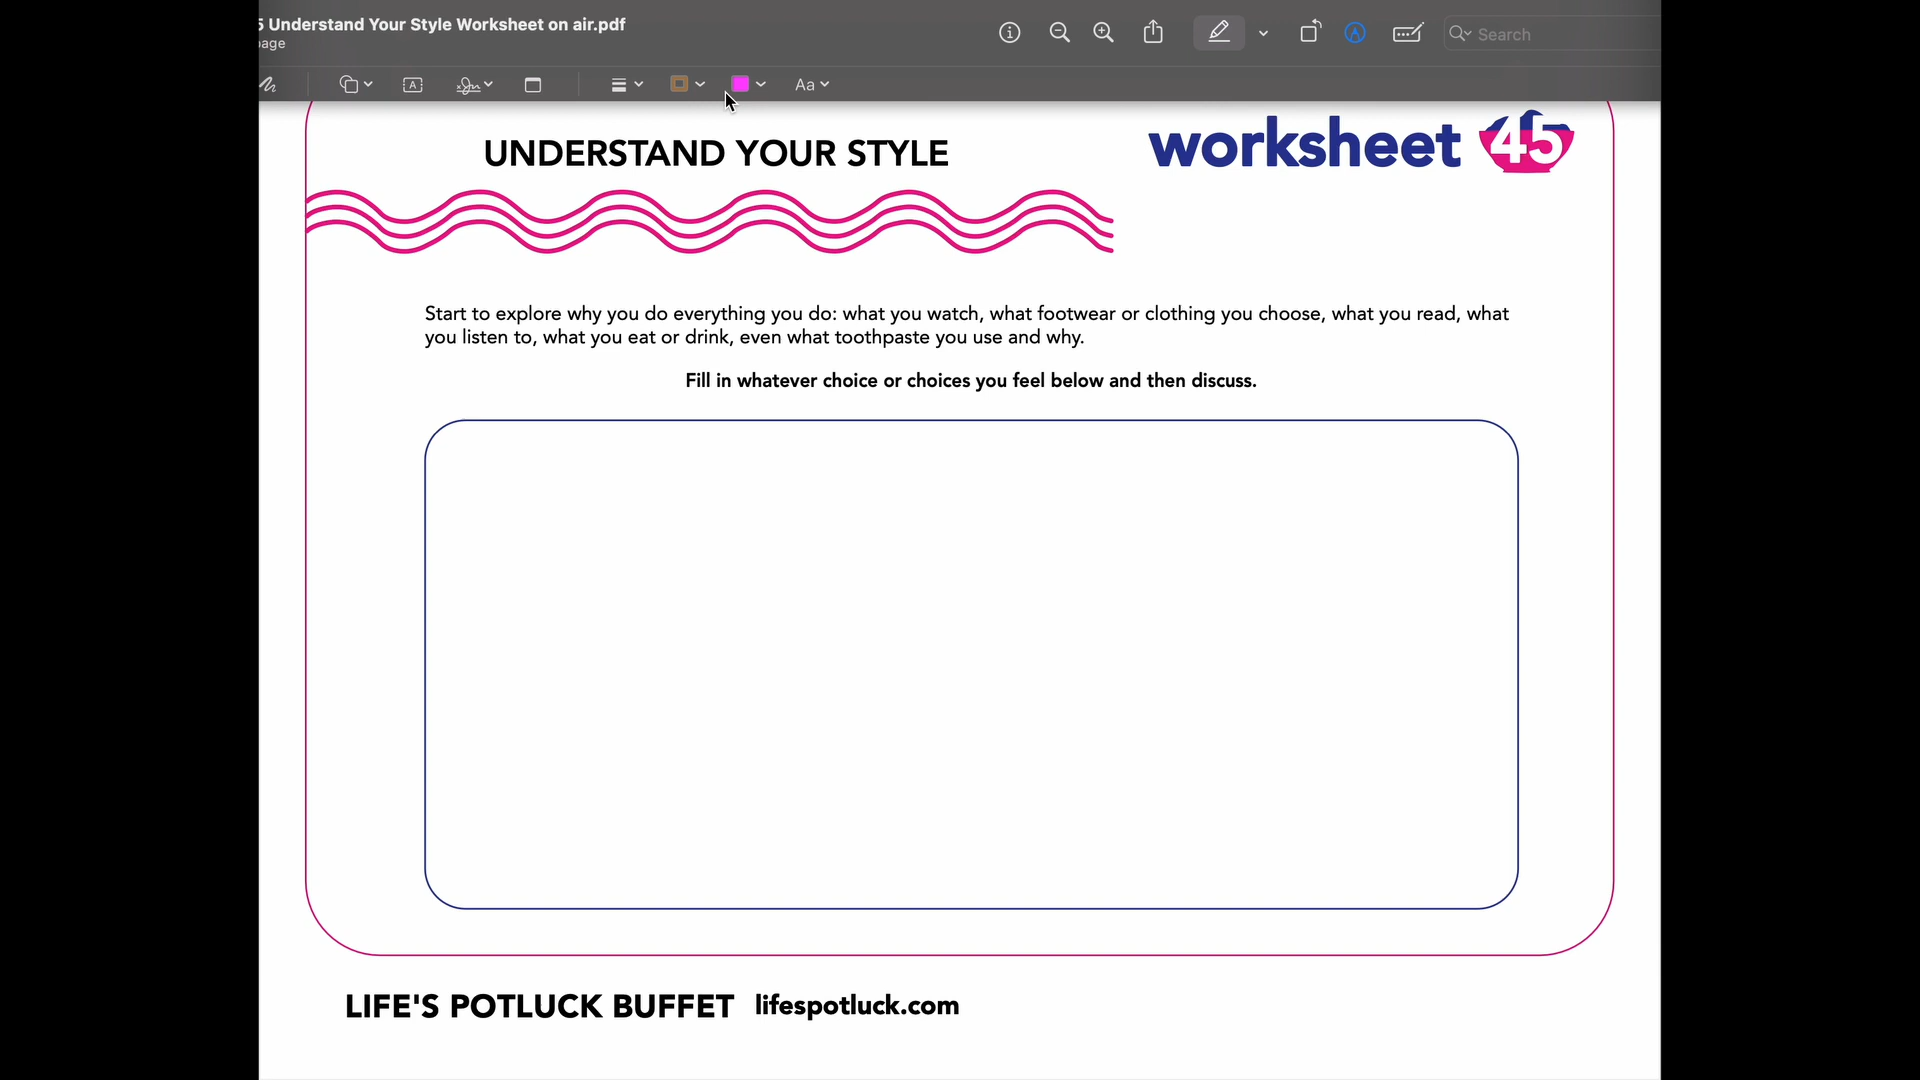 5 Understand Your Style Worksheet on air.pdf
page
Search
Aa
UNDERSTAND YOUR STYLE
worksheet 45
Start to explore why you do everything you do: what you watch, what footwear or clothing you choose, what you read, what
you listen to, what you eat or drink, even what toothpaste you use and why.
Fill in whatever choice or choices you feel below and then discuss.
LIFE'S POTLUCK BUFFET lifespotluck.com